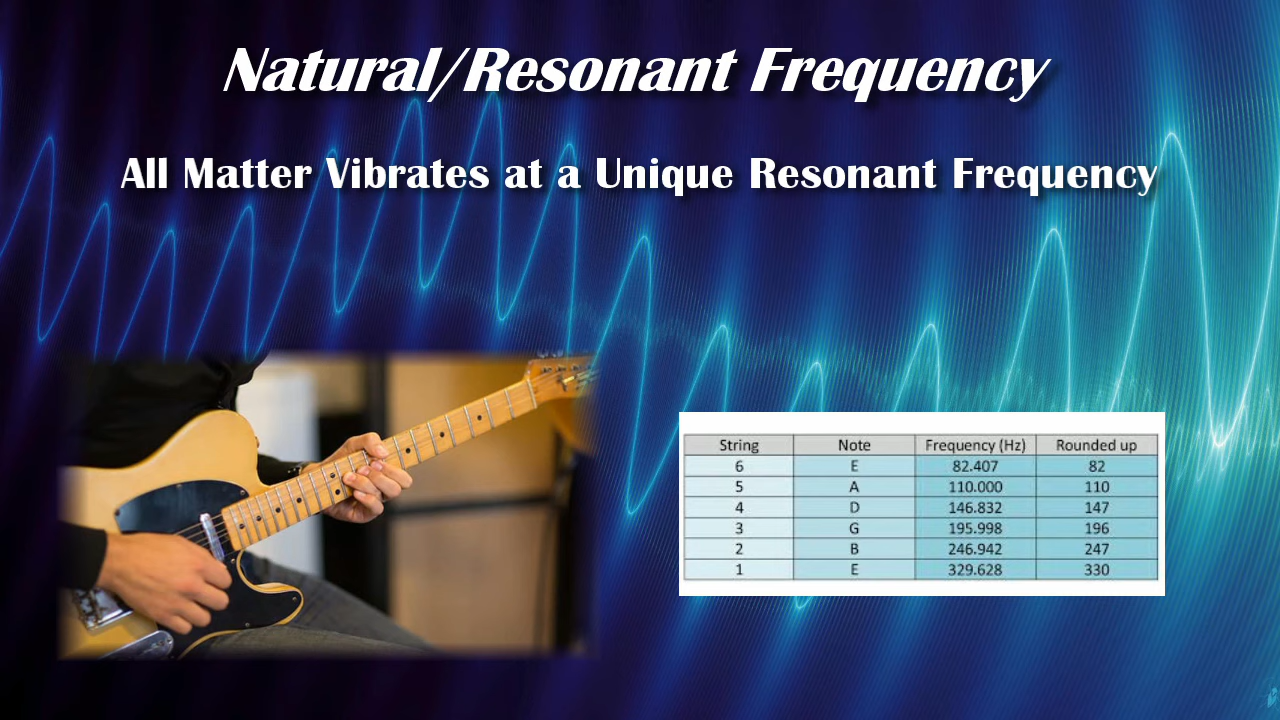 Natural/Resonant Frequency
All Matter Vibrates at a Unique Resonant Frequency
String Note Frequency (Hz) Rounded up
6 E 82.407 82
5 A 110.000 110
4 D 146.832 147
3 G 195.998 196
2 B 246.942 247
1 E 329.628 330